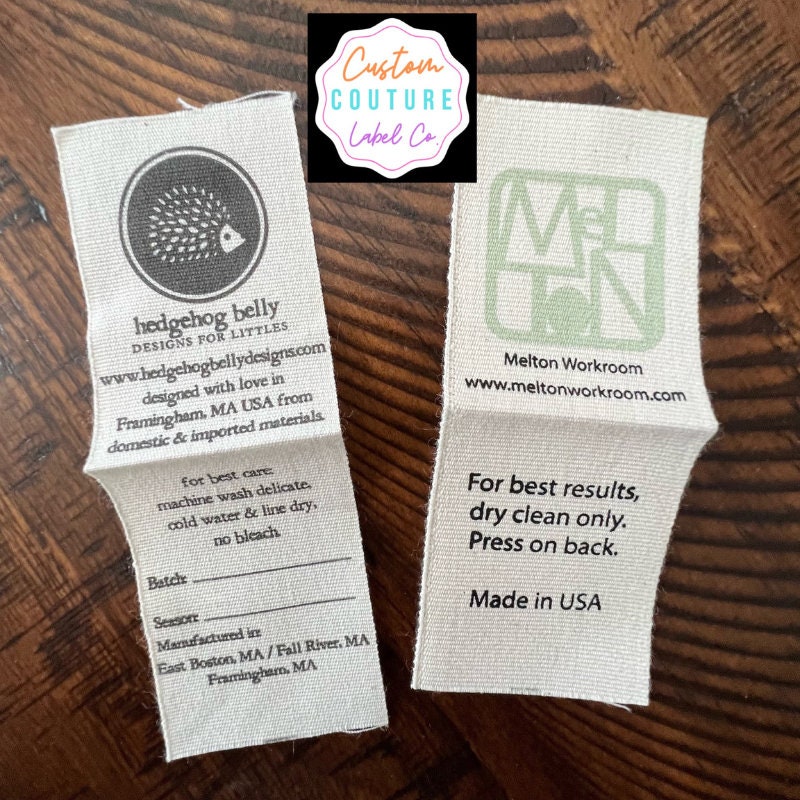 Custom
COUTURE
Label Co.
hedgehog belly
DESIGNS FOR LITTLES
www.hedgehogbellydesigns.com
designed with love in
Framingham, MA USA from
domestic & imported materials.
for best care:
machine wash delicate,
cold water & line dry,
no bleach.
Batch:
Season:
Manufactured in:
East Boston, MA / Fall River, MA
Framingham, MA
MeL
ToN
Melton Workroom
www.meltonworkroom.com
For best results,
dry clean only.
Press on back.
Made in USA